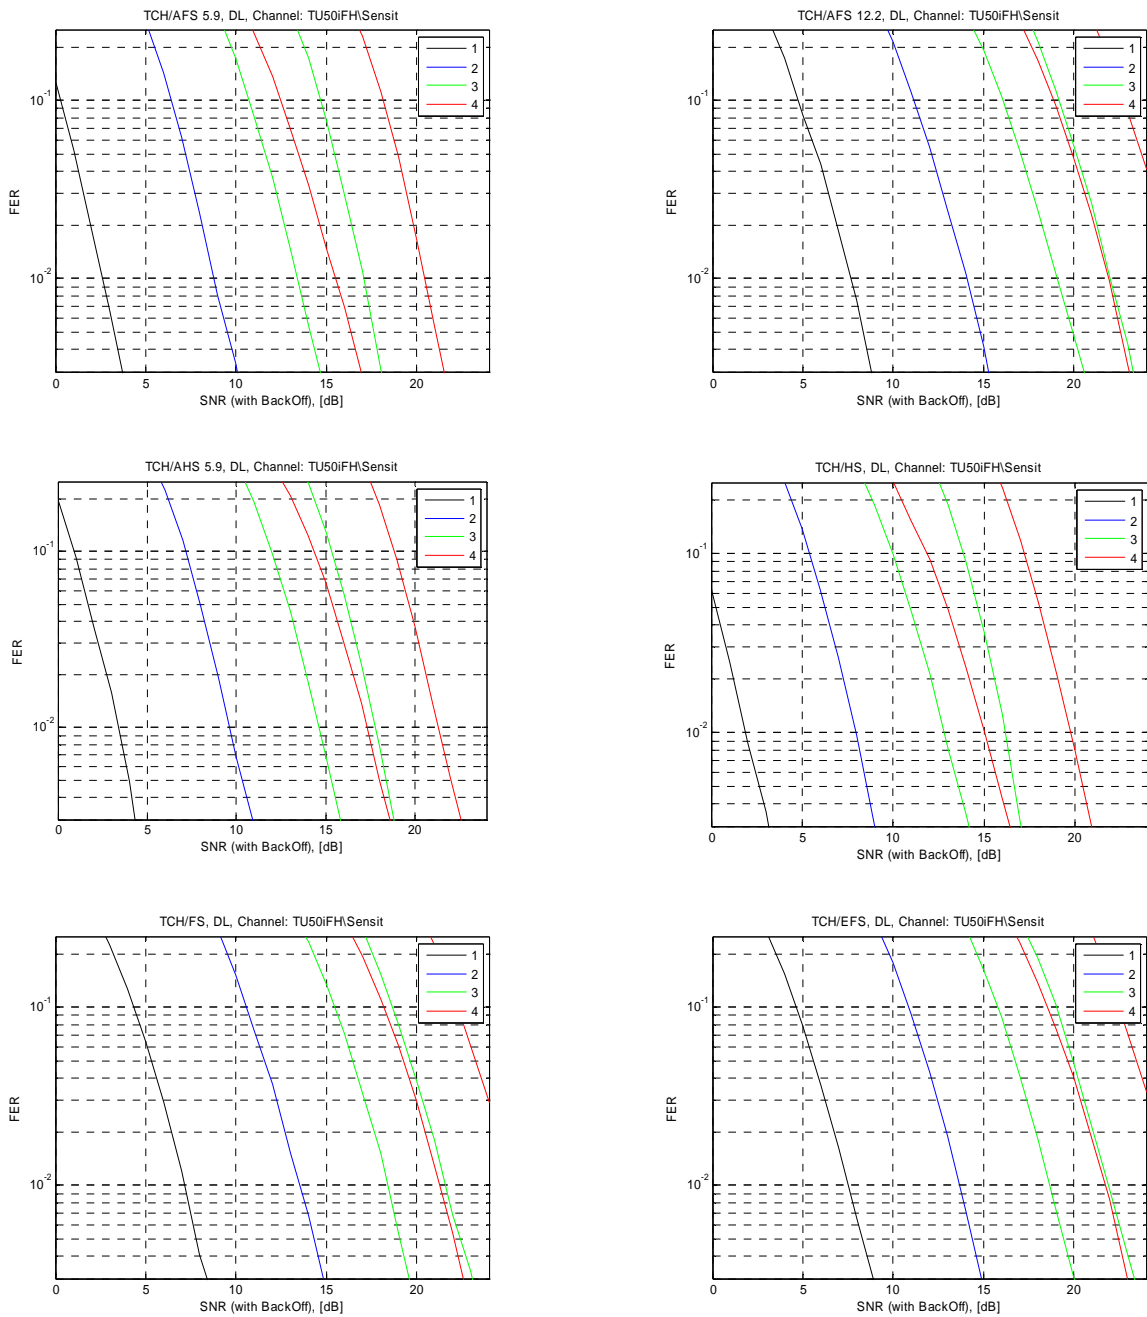 TCH/AFS 5.9, DL, Channel: TU50iFH\Sensit
FER
10^-1
10^-2
0 5 10 15 20
SNR (with BackOff), [dB]
1
2
3
4
TCH/AFS 12.2, DL, Channel: TU50iFH\Sensit
FER
10^-1
10^-2
0 5 10 15 20
SNR (with BackOff), [dB]
1
2
3
4
TCH/AHS 5.9, DL, Channel: TU50iFH\Sensit
FER
10^-1
10^-2
0 5 10 15 20
SNR (with BackOff), [dB]
1
2
3
4
TCH/HS, DL, Channel: TU50iFH\Sensit
FER
10^-1
10^-2
0 5 10 15 20
SNR (with BackOff), [dB]
1
2
3
4
TCH/FS, DL, Channel: TU50iFH\Sensit
FER
10^-1
10^-2
0 5 10 15 20
SNR (with BackOff), [dB]
1
2
3
4
TCH/EFS, DL, Channel: TU50iFH\Sensit
FER
10^-1
10^-2
0 5 10 15 20
SNR (with BackOff), [dB]
1
2
3
4